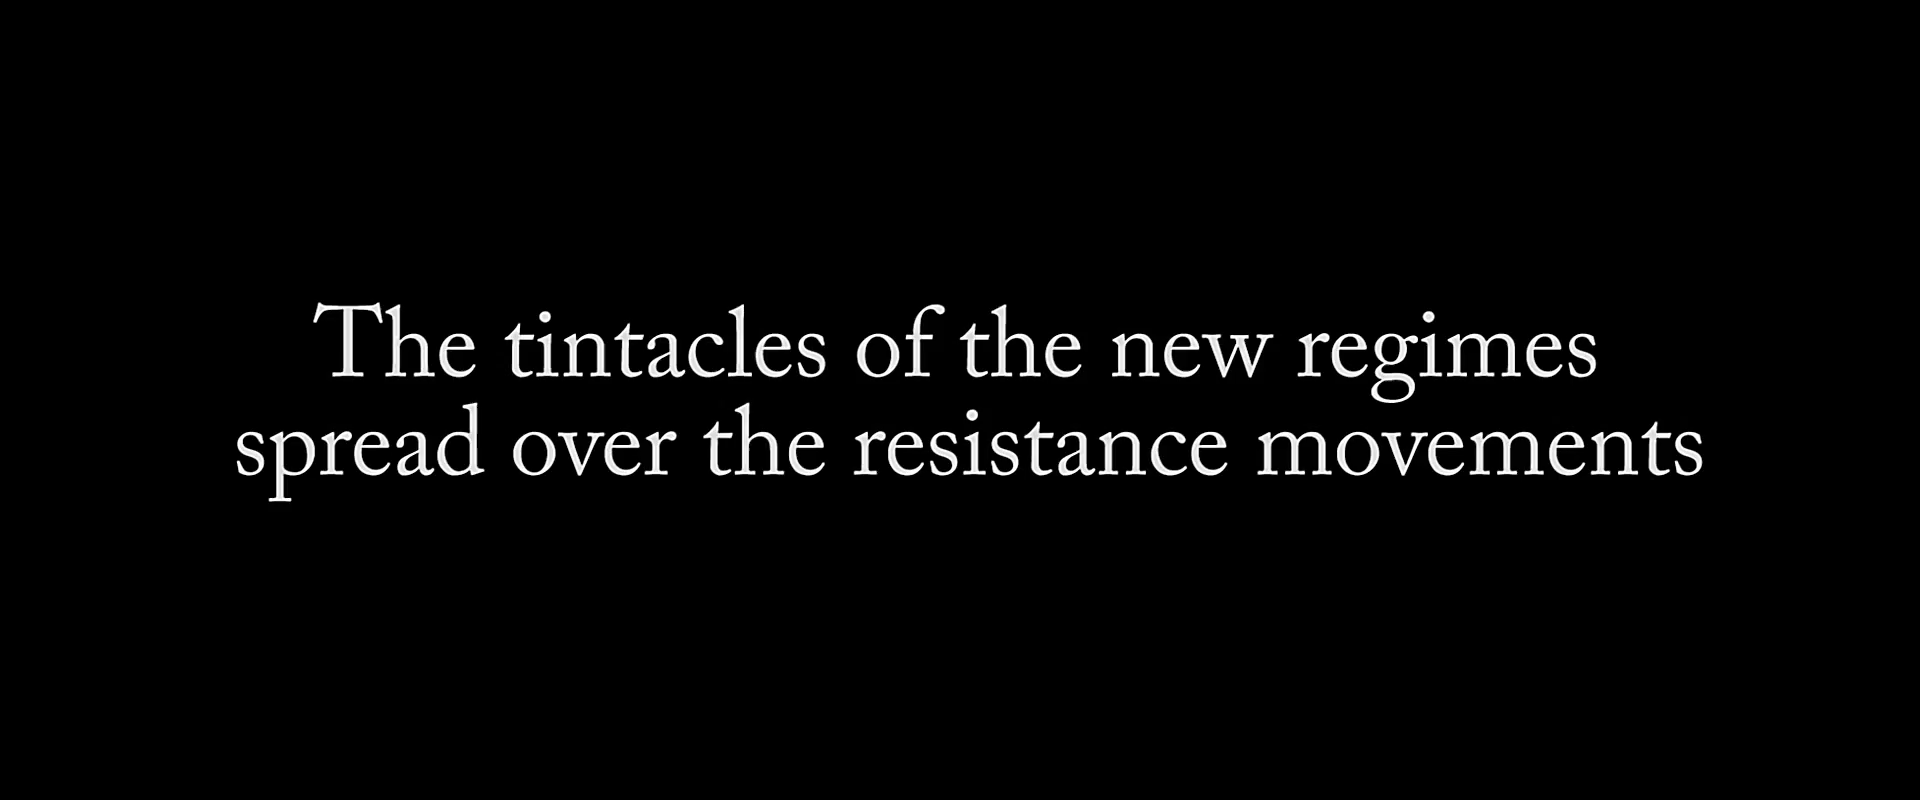 The tintacles of the new regimes
spread over the resistance movements